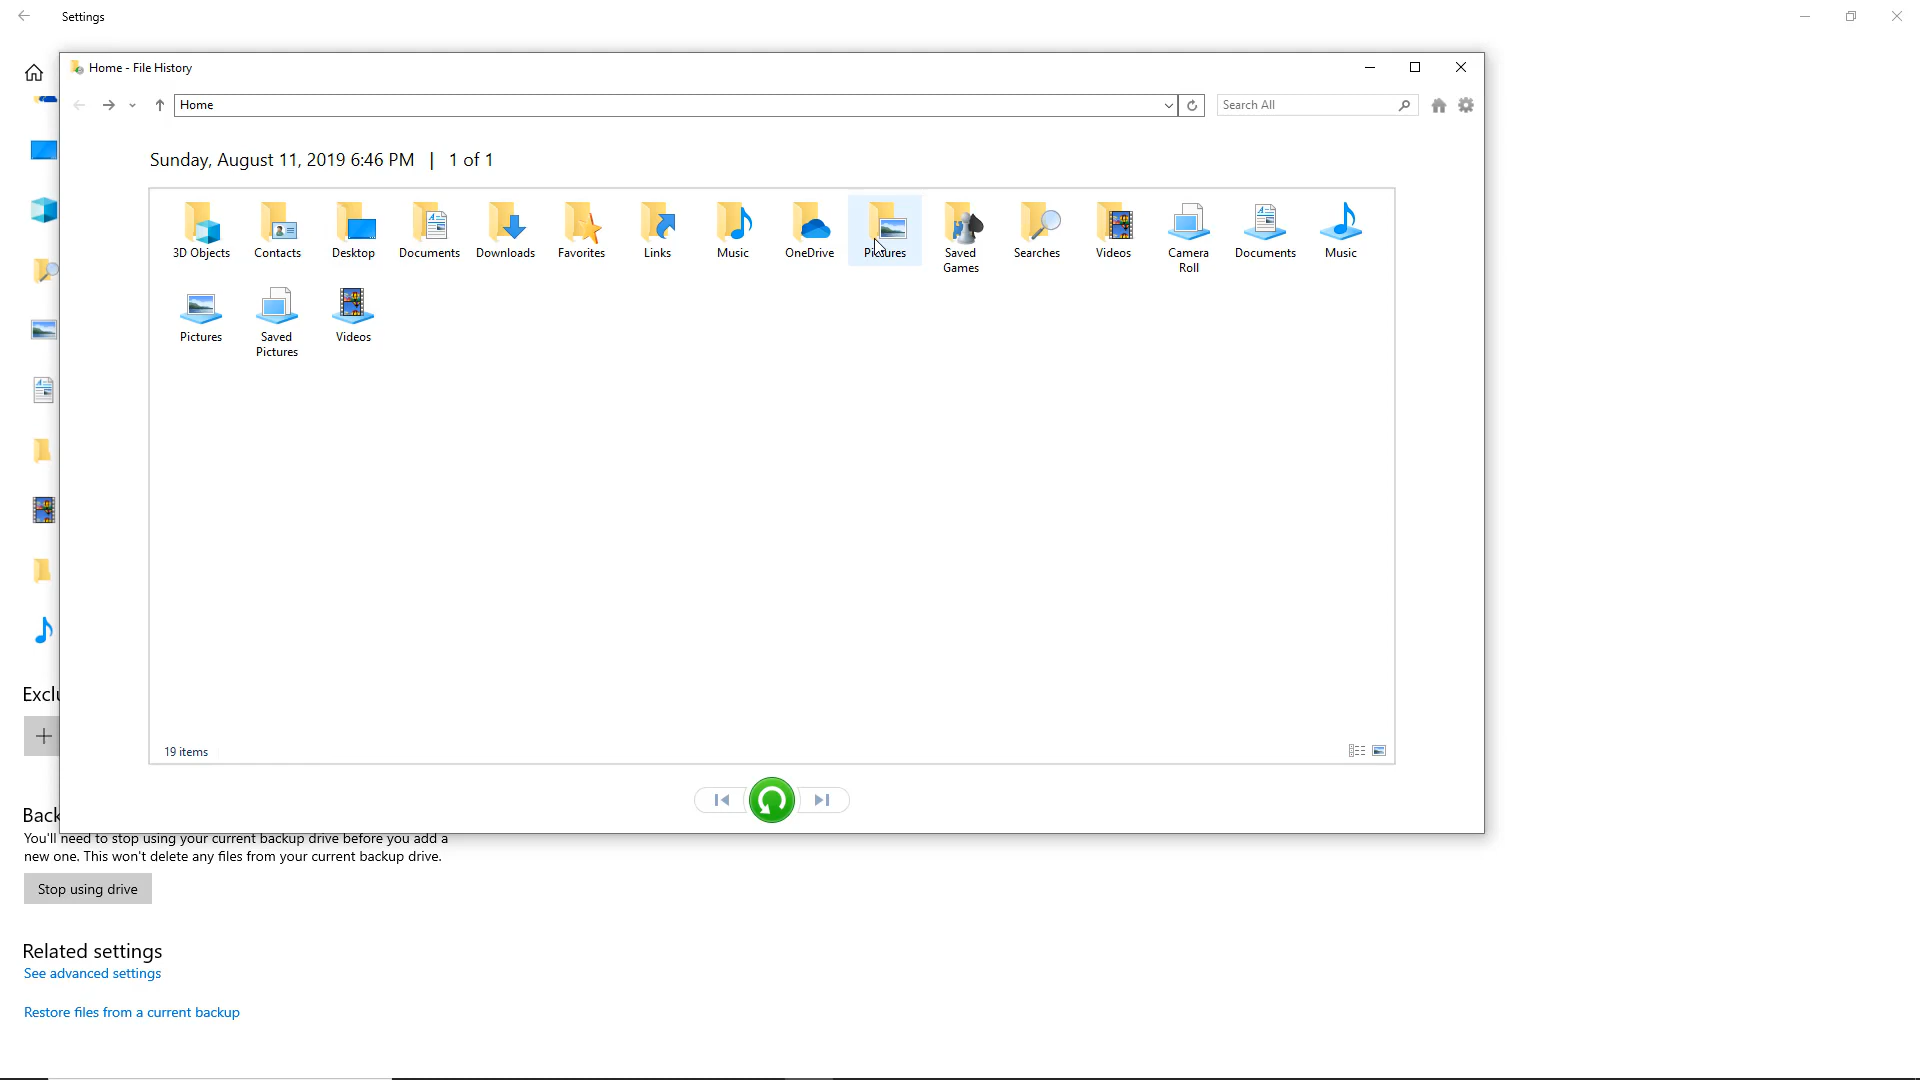 Settings
Home - File History
Home
Search All
Sunday, August 11, 2019 6:46 PM | 1 of 1
3D Objects
Contacts
Desktop
Documents
Downloads
Favorites
Links
Music
OneDrive
Pictures
Saved
Games
Searches
Videos
Camera
Roll
Documents
Music
Pictures
Saved
Pictures
Videos
19 items
Exclu
Back
You'll need to stop using your current backup drive before you add a
new one. This won't delete any files from your current backup drive.
Stop using drive
Related settings
See advanced settings
Restore files from a current backup